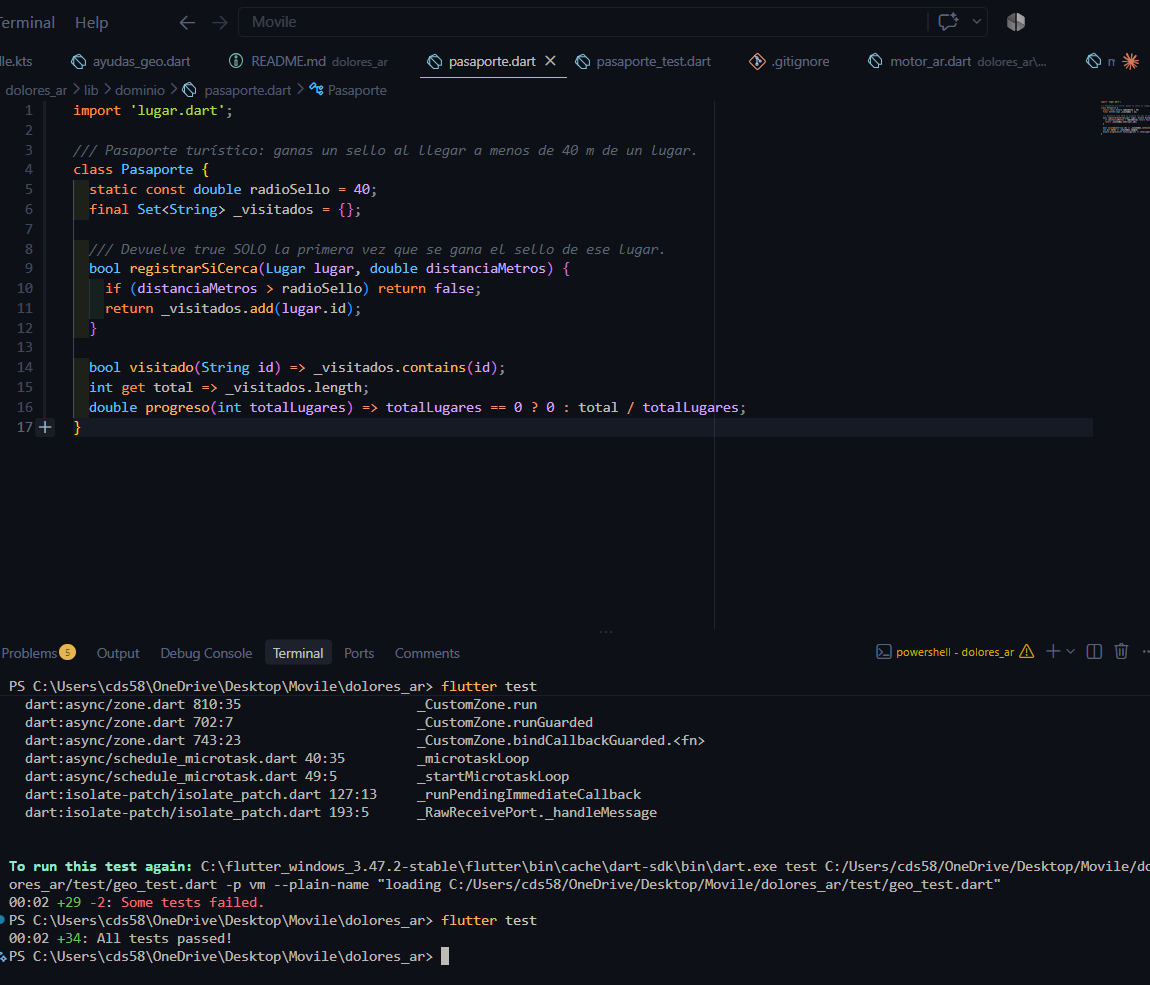 Terminal Help Movile
lle.kts ayudas_geo.dart README.md dolores_ar pasaporte.dart pasaporte_test.dart .gitignore motor_ar.dart dolores_ar\... m
dolores_ar > lib > dominio > pasaporte.dart > Pasaporte
1 import 'lugar.dart';
2
3 /// Pasaporte turístico: ganas un sello al llegar a menos de 40 m de un lugar.
4 class Pasaporte {
5 static const double radioSello = 40;
6 final Set<String> _visitados = {};
7
8 /// Devuelve true SOLO la primera vez que se gana el sello de ese lugar.
9 bool registrarSiCerca(Lugar lugar, double distanciaMetros) {
10 if (distanciaMetros > radioSello) return false;
11 return _visitados.add(lugar.id);
12 }
13
14 bool visitado(String id) => _visitados.contains(id);
15 int get total => _visitados.length;
16 double progreso(int totalLugares) => totalLugares == 0 ? 0 : total / totalLugares;
17 }
Problems 5 Output Debug Console Terminal Ports Comments powershell - dolores_ar
PS C:\Users\cds58\OneDrive\Desktop\Movile\dolores_ar> flutter test
dart:async/zone.dart 810:35 _CustomZone.run
dart:async/zone.dart 702:7 _CustomZone.runGuarded
dart:async/zone.dart 743:23 _CustomZone.bindCallbackGuarded.<fn>
dart:async/schedule_microtask.dart 40:35 _microtaskLoop
dart:async/schedule_microtask.dart 49:5 _startMicrotaskLoop
dart:isolate-patch/isolate_patch.dart 127:13 _runPendingImmediateCallback
dart:isolate-patch/isolate_patch.dart 193:5 _RawReceivePort._handleMessage
To run this test again: C:\flutter_windows_3.47.2-stable\flutter\bin\cache\dart-sdk\bin\dart.exe test C:/Users/cds58/OneDrive/Desktop/Movile/dol
ores_ar/test/geo_test.dart -p vm --plain-name "loading C:/Users/cds58/OneDrive/Desktop/Movile/dolores_ar/test/geo_test.dart"
00:02 +29 -2: Some tests failed.
PS C:\Users\cds58\OneDrive\Desktop\Movile\dolores_ar> flutter test
00:02 +34: All tests passed!
PS C:\Users\cds58\OneDrive\Desktop\Movile\dolores_ar>